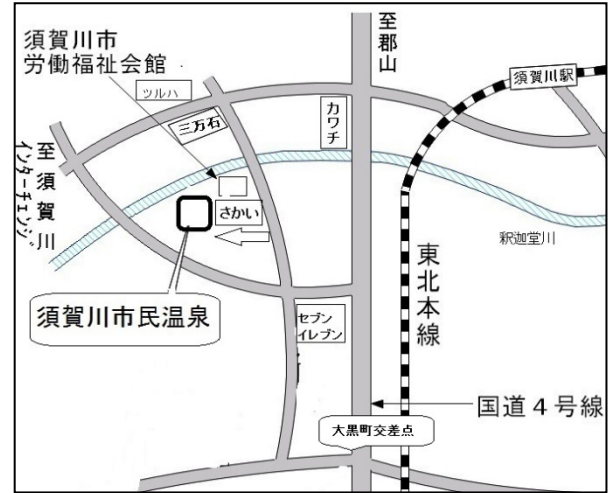 須賀川市
労働福祉会館
ツルハ
三万石
カワチ
至郡山
須賀川駅
至須賀川
インターチェンジ
さかい
釈迦堂川
東北本線
須賀川市民温泉
セブン
イレブン
国道４号線
大黒町交差点